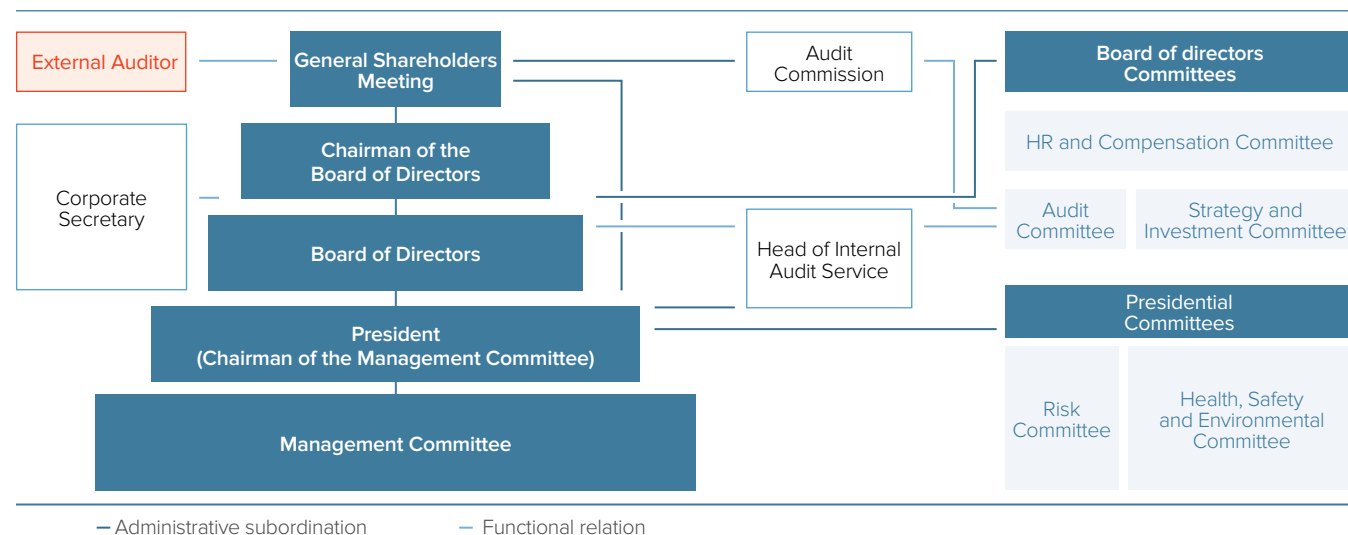 External Auditor
General Shareholders
Meeting
Audit
Commission
Board of directors
Committees
Corporate
Secretary
Chairman of the
Board of Directors
HR and Compensation Committee
Board of Directors
Head of Internal
Audit Service
Audit
Committee
Strategy and
Investment Committee
President
(Chairman of the Management Committee)
Presidential
Committees
Management Committee
Risk
Committee
Health, Safety
and Environmental
Committee
Administrative subordination
Functional relation